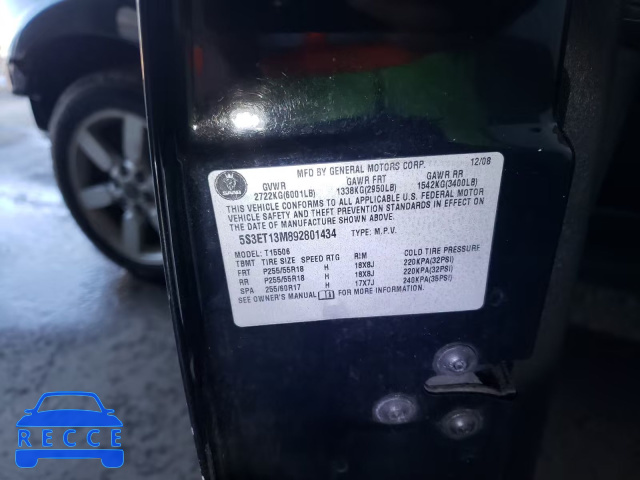 SAAB
MFD BY GENERAL MOTORS CORP. 12/08
GVWR GAWR FRT GAWR RR
2722KG(6001LB) 1338KG(2950LB) 1542KG(3400LB)
THIS VEHICLE CONFORMS TO ALL APPLICABLE U.S. FEDERAL MOTOR
VEHICLE SAFETY AND THEFT PREVENTION STANDARDS IN EFFECT ON
THE DATE OF MANUFACTURE SHOWN ABOVE.
5S3ET13M892801434 TYPE: M.P.V.
MODEL: T15506
TBMT TIRE SIZE SPEED RTG RIM COLD TIRE PRESSURE
FRT P255/55R18 H 18X8J 220KPA(32PSI)
RR P255/55R18 H 18X8J 220KPA(32PSI)
SPA 255/60R17 H 17X7J 240KPA(35PSI)
SEE OWNER'S MANUAL FOR MORE INFORMATION.
RECCE